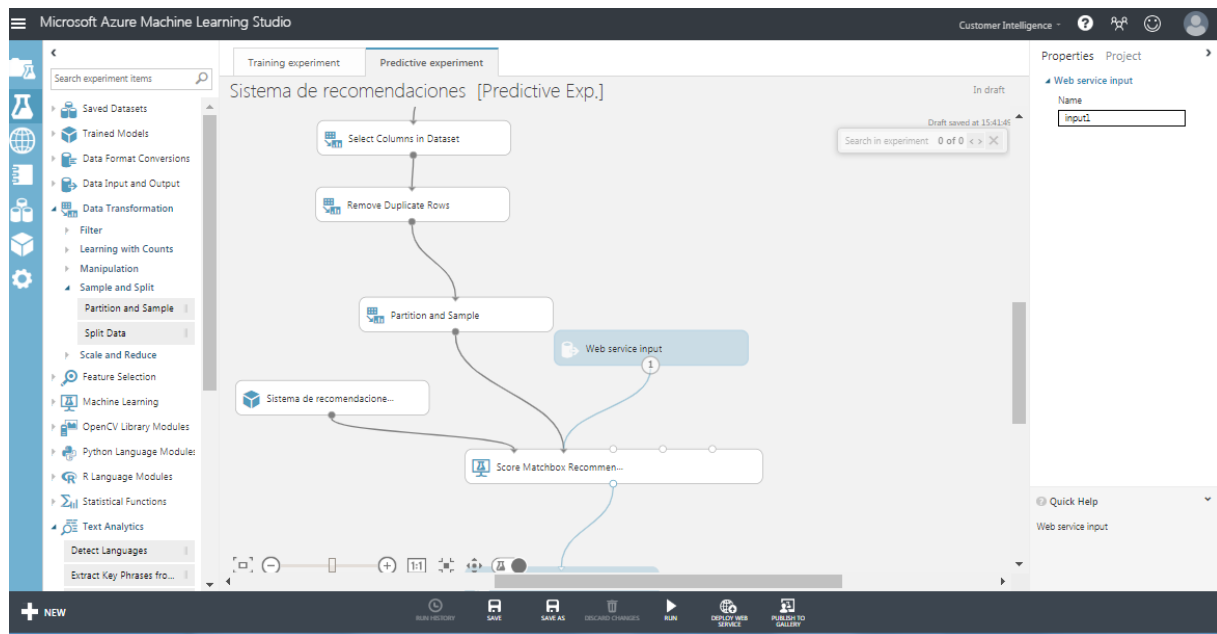 Microsoft Azure Machine Learning Studio
Customer Intelligence
?
Search experiment items
Saved Datasets
Trained Models
Data Format Conversions
Data Input and Output
Data Transformation
Filter
Learning with Counts
Manipulation
Sample and Split
Partition and Sample
Split Data
Scale and Reduce
Feature Selection
Machine Learning
OpenCV Library Modules
Python Language Modules
R Language Modules
Statistical Functions
Text Analytics
Detect Languages
Extract Key Phrases fro...
Training experiment
Predictive experiment
Sistema de recomendaciones [Predictive Exp.]
In draft
Draft saved at 15:41:49
Search in experiment 0 of 0 < > X
Select Columns in Dataset
Remove Duplicate Rows
Partition and Sample
Web service input
1
Sistema de recomendacione...
Score Matchbox Recommen...
1:1
Properties Project
Web service input
Name
input1
Quick Help
Web service input
NEW
RUN HISTORY
SAVE
SAVE AS
DISCARD CHANGES
RUN
DEPLOY WEB SERVICE
PUBLISH TO GALLERY